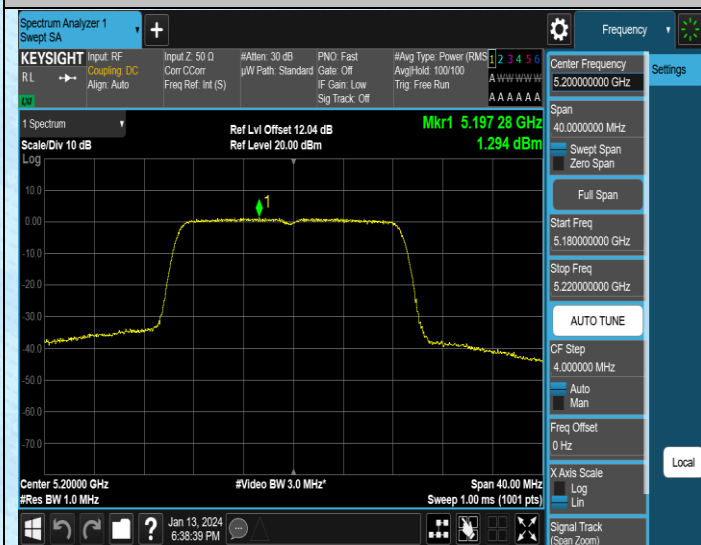 Spectrum Analyzer 1
Swept SA
Frequency
KEYSIGHT
RL
LXI
Input: RF
Coupling: DC
Align: Auto
Input Z: 50 Ω
Corr CCorr
Freq Ref: Int (S)
#Atten: 30 dB
µW Path: Standard
PNO: Fast
Gate: Off
IF Gain: Low
Sig Track: Off
#Avg Type: Power (RMS
Avg|Hold: 100/100
Trig: Free Run
1 2 3 4 5 6
A W W W W W
A A A A A A
1 Spectrum
Scale/Div 10 dB
Log
Ref Lvl Offset 12.04 dB
Ref Level 20.00 dBm
Mkr1 5.197 28 GHz
1.294 dBm
1
10.0
0.00
-10.0
-20.0
-30.0
-40.0
-50.0
-60.0
-70.0
Center 5.20000 GHz
#Res BW 1.0 MHz
#Video BW 3.0 MHz*
Span 40.00 MHz
Sweep 1.00 ms (1001 pts)
Jan 13, 2024
6:38:39 PM
Center Frequency
5.200000000 GHz
Span
40.0000000 MHz
Swept Span
Zero Span
Full Span
Start Freq
5.180000000 GHz
Stop Freq
5.220000000 GHz
AUTO TUNE
CF Step
4.000000 MHz
Auto
Man
Freq Offset
0 Hz
X Axis Scale
Log
Lin
Signal Track
(Span Zoom)
Settings
Local